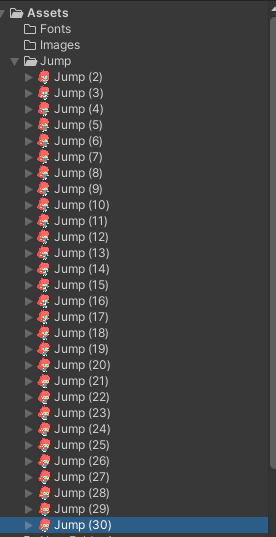 Assets
Fonts
Images
Jump
Jump (2)
Jump (3)
Jump (4)
Jump (5)
Jump (6)
Jump (7)
Jump (8)
Jump (9)
Jump (10)
Jump (11)
Jump (12)
Jump (13)
Jump (14)
Jump (15)
Jump (16)
Jump (17)
Jump (18)
Jump (19)
Jump (20)
Jump (21)
Jump (22)
Jump (23)
Jump (24)
Jump (25)
Jump (26)
Jump (27)
Jump (28)
Jump (29)
Jump (30)